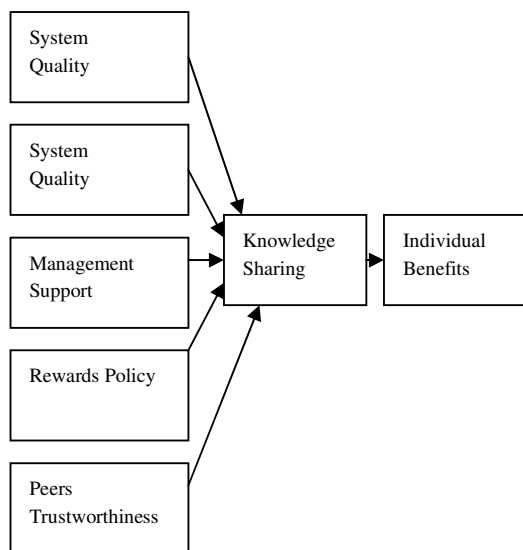 System
Quality
System
Quality
Management
Support
Rewards Policy
Peers
Trustworthiness
Knowledge
Sharing
Individual
Benefits